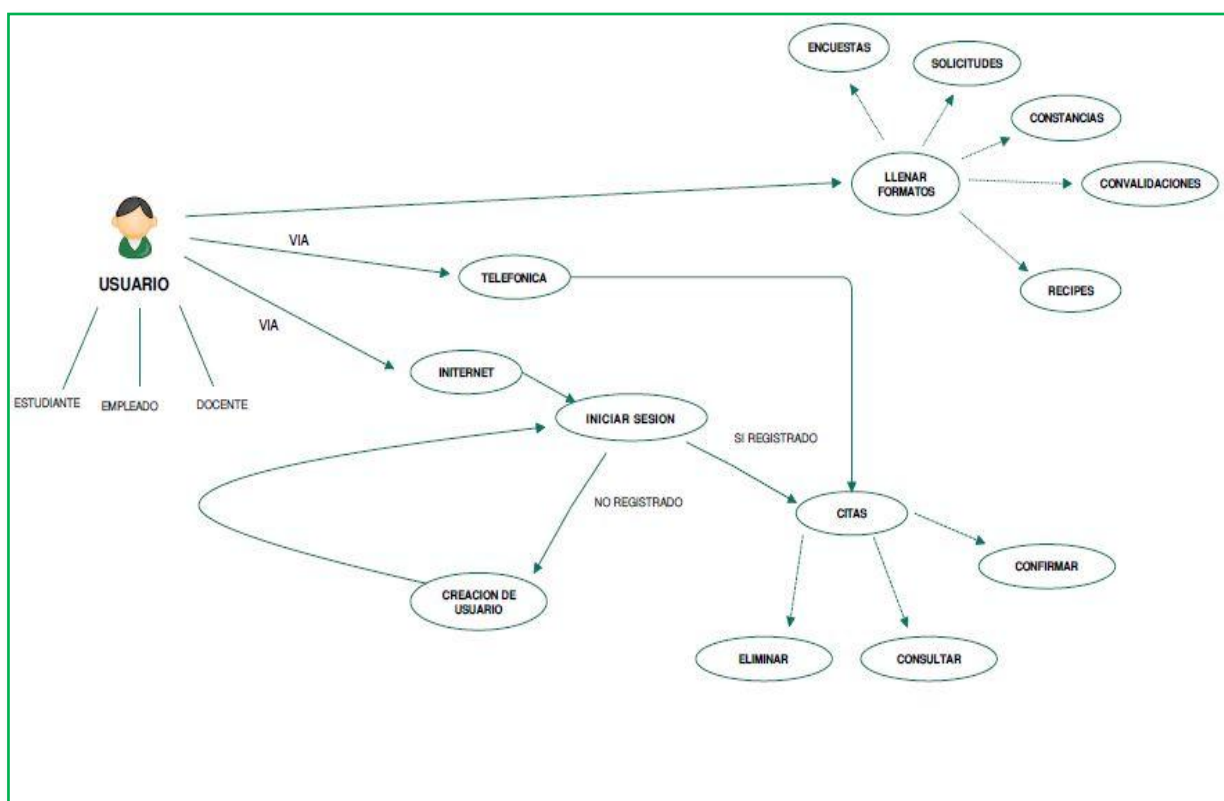 ENCUESTAS
SOLICITUDES
CONSTANCIAS
LLENAR
FORMATOS
CONVALIDACIONES
RECIPES
USUARIO
VIA
TELEFONICA
VIA
ESTUDIANTE
EMPLEADO
DOCENTE
INITERNET
INICIAR SESION
SI REGISTRADO
NO REGISTRADO
CITAS
CONFIRMAR
CREACION DE
USUARIO
ELIMINAR
CONSULTAR